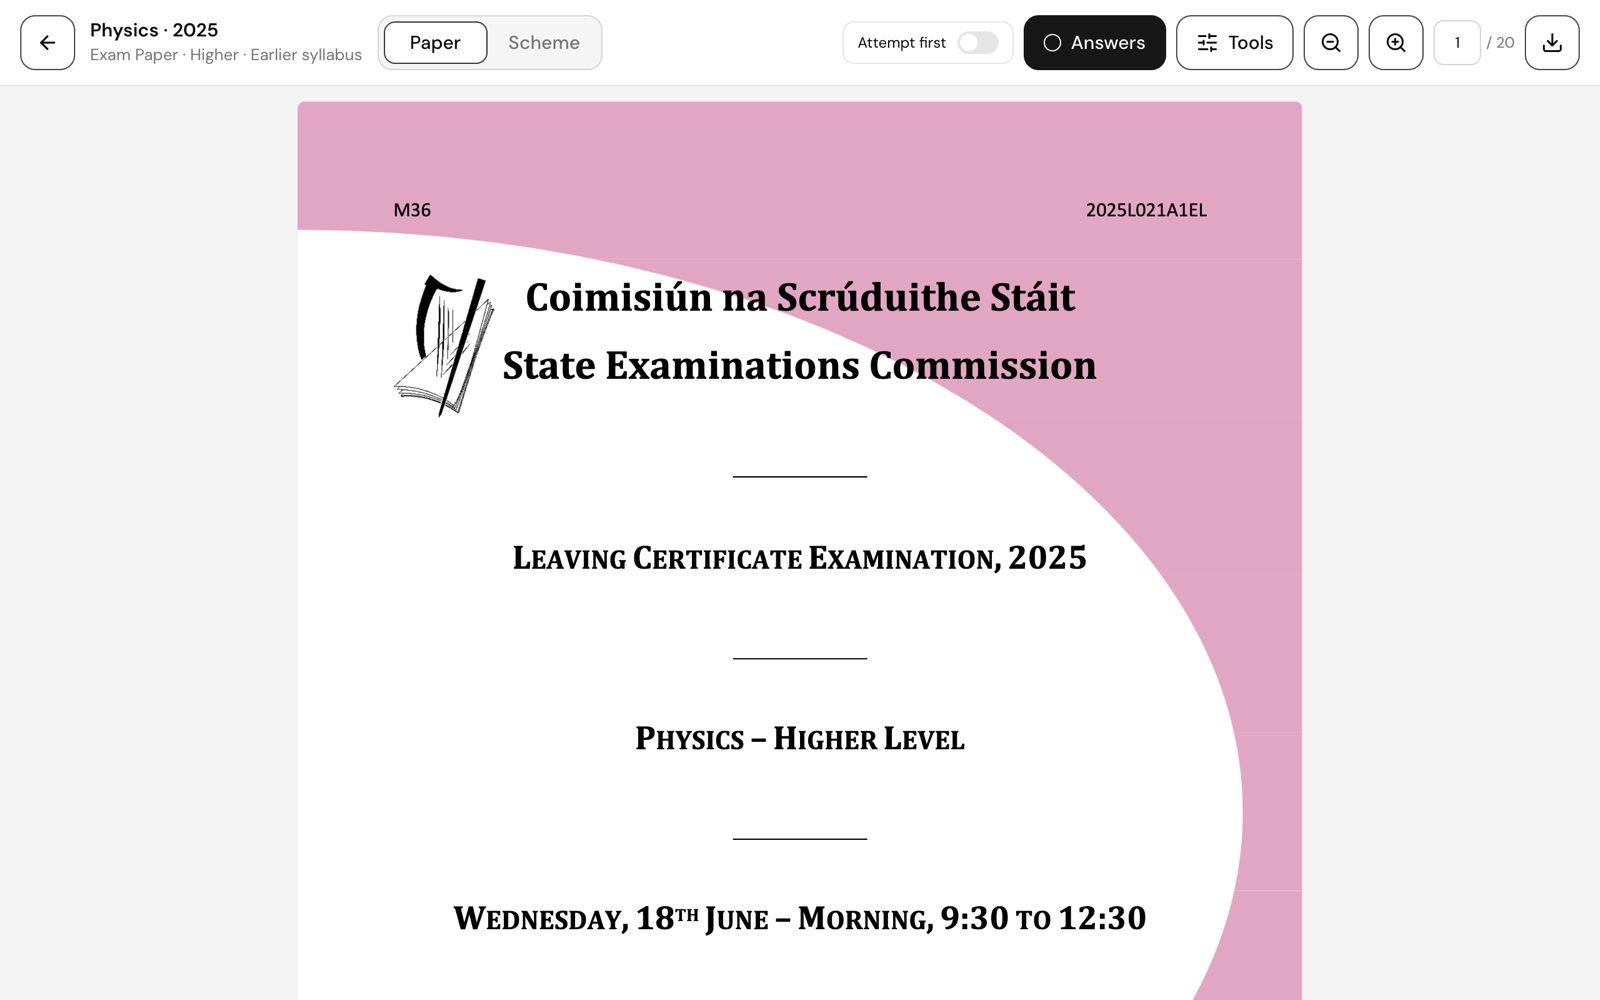 Physics · 2025
Exam Paper · Higher · Earlier syllabus
Paper
Scheme
Attempt first
Answers
Tools
1 / 20
M36
2025L021A1EL
Coimisiún na Scrúduithe Stáit
State Examinations Commission
LEAVING CERTIFICATE EXAMINATION, 2025
PHYSICS – HIGHER LEVEL
WEDNESDAY, 18TH JUNE – MORNING, 9:30 TO 12:30